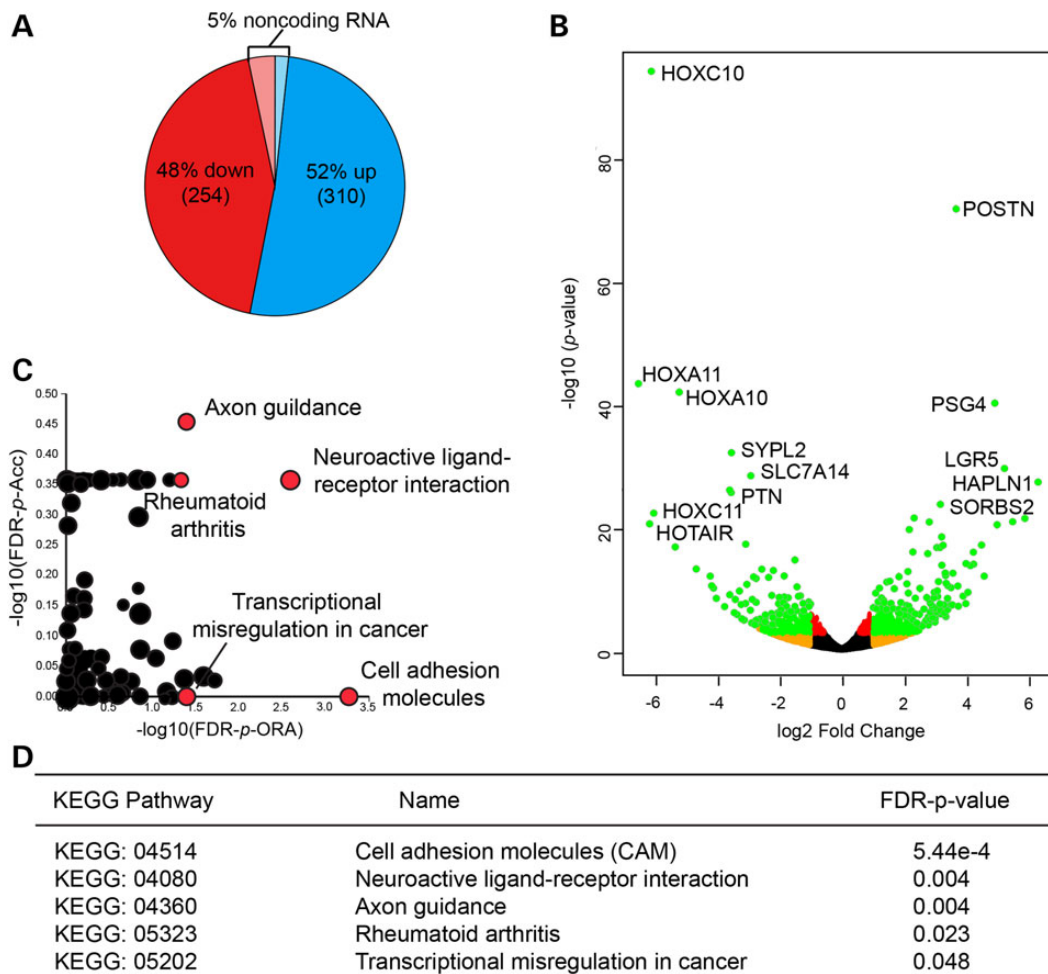 A
5% noncoding RNA
48% down
(254)
52% up
(310)
B
-log10 (p-value)
80
60
40
20
0
-6
-4
-2
0
2
4
6
log2 Fold Change
HOXC10
POSTN
HOXA11
HOXA10
PSG4
SYPL2
SLC7A14
LGR5
PTN
HAPLN1
HOXC11
SORBS2
HOTAIR
C
-log10(FDR-p-Acc)
0.50
0.45
0.40
0.35
0.30
0.20
0.15
0.10
0.05
0.00
0.5
1.0
1.5
2.0
2.5
3.0
3.5
-log10(FDR-p-ORA)
Axon guildance
Neuroactive ligand-
receptor interaction
Rheumatoid
arthritis
Transcriptional
misregulation in cancer
Cell adhesion
molecules
D
KEGG Pathway Name FDR-p-value
KEGG: 04514 Cell adhesion molecules (CAM) 5.44e-4
KEGG: 04080 Neuroactive ligand-receptor interaction 0.004
KEGG: 04360 Axon guidance 0.004
KEGG: 05323 Rheumatoid arthritis 0.023
KEGG: 05202 Transcriptional misregulation in cancer 0.048